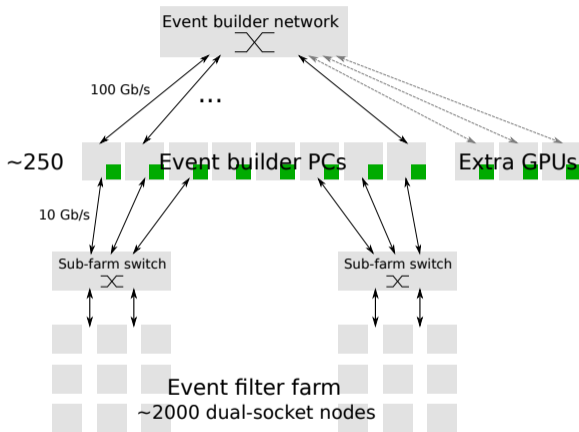 Event builder network
100 Gb/s
...
~250
Event builder PCs
Extra GPUs
10 Gb/s
Sub-farm switch
Sub-farm switch
Event filter farm
~2000 dual-socket nodes